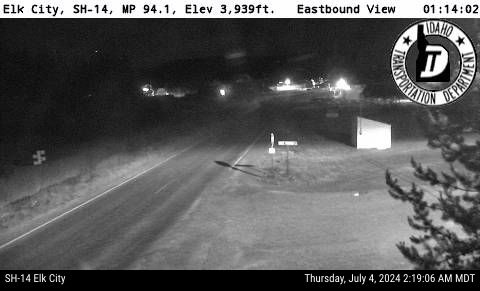 Elk City, SH-14, MP 94.1, Elev 3,939ft. Eastbound View 01:14:02
IDAHO
TRANSPORTATION DEPARTMENT
SH-14 Elk City Thursday, July 4, 2024 2:19:06 AM MDT